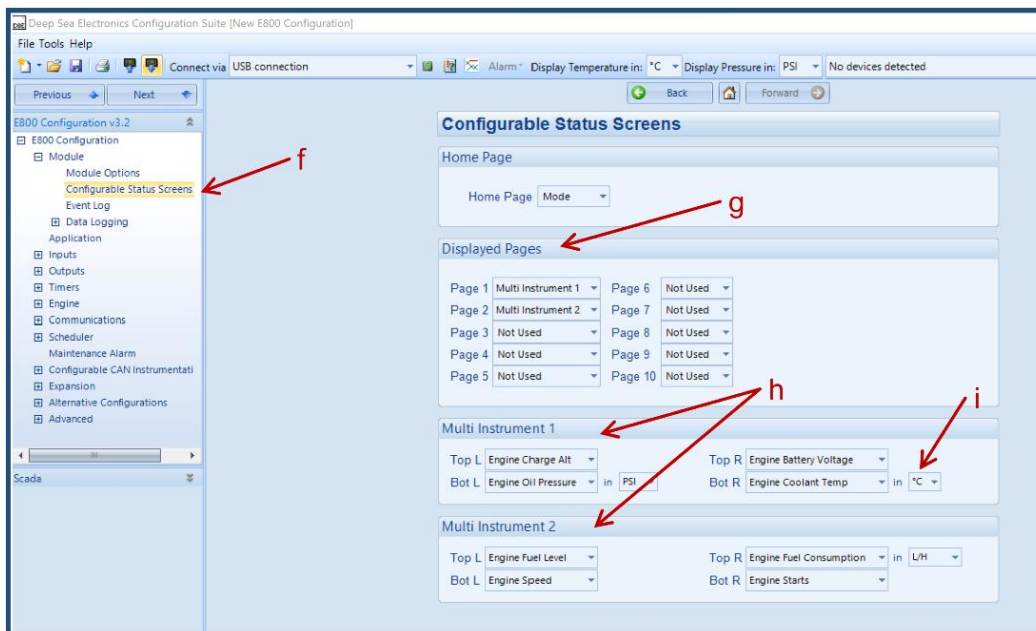 Deep Sea Electronics Configuration Suite [New E800 Configuration]
File Tools Help
Connect via USB connection Alarm Display Temperature in: °C Display Pressure in: PSI No devices detected
Previous Next
Back Forward
E800 Configuration v3.2
E800 Configuration
Module
Module Options
Configurable Status Screens
Event Log
Data Logging
Application
Inputs
Outputs
Timers
Engine
Communications
Scheduler
Maintenance Alarm
Configurable CAN Instrumentati
Expansion
Alternative Configurations
Advanced
Scada
f
Configurable Status Screens
Home Page
Home Page Mode
g
Displayed Pages
Page 1 Multi Instrument 1 Page 6 Not Used
Page 2 Multi Instrument 2 Page 7 Not Used
Page 3 Not Used Page 8 Not Used
Page 4 Not Used Page 9 Not Used
Page 5 Not Used Page 10 Not Used
h
i
Multi Instrument 1
Top L Engine Charge Alt Top R Engine Battery Voltage
Bot L Engine Oil Pressure in PSI Bot R Engine Coolant Temp in °C
Multi Instrument 2
Top L Engine Fuel Level Top R Engine Fuel Consumption in L/H
Bot L Engine Speed Bot R Engine Starts